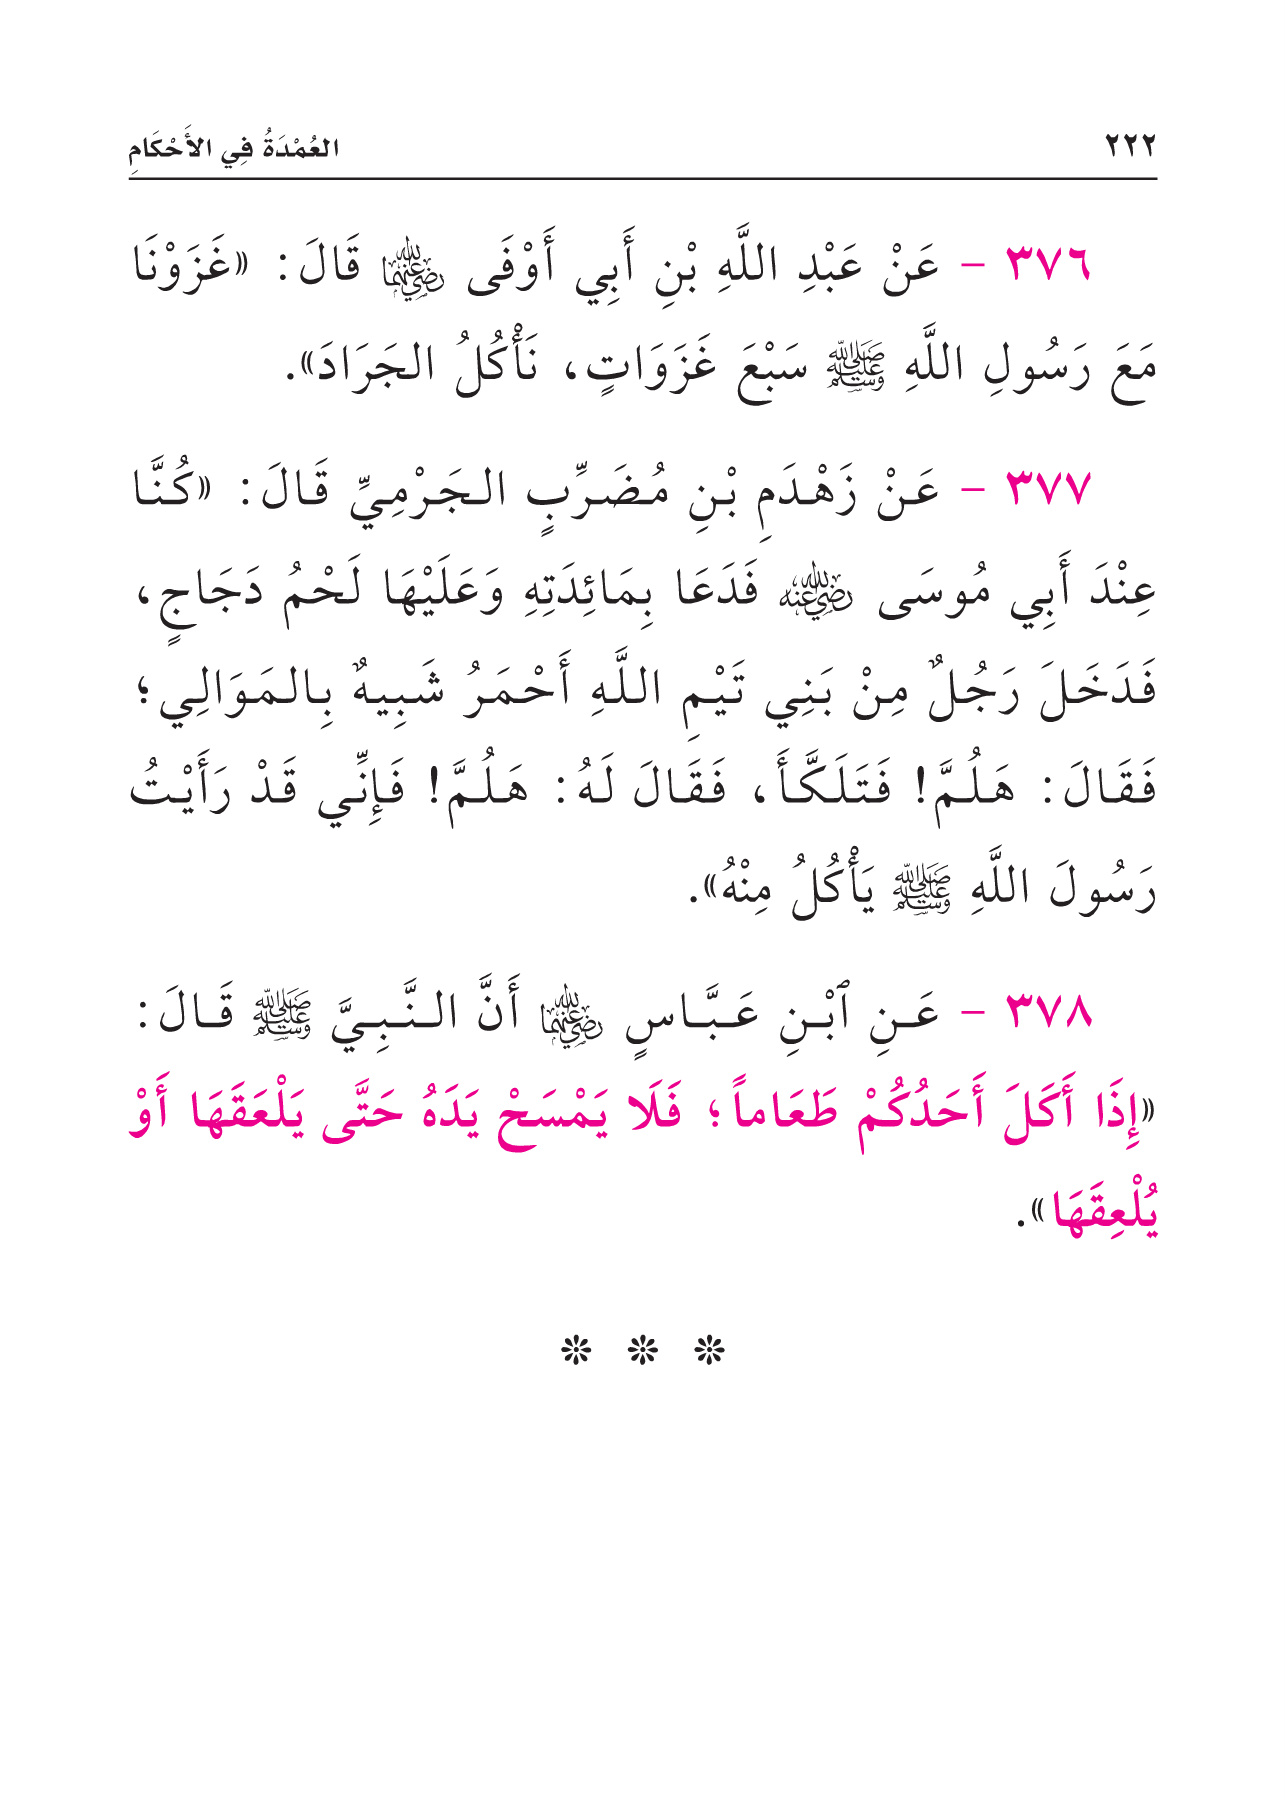 ٢٢٢ العُمْدَةُ فِي الأَحْكَامِ
٣٧٦ - عَنْ عَبْدِ اللَّهِ بْنِ أَبِي أَوْفَى رضي الله عنهما قَالَ: «غَزَوْنَا
مَعَ رَسُولِ اللَّهِ ﷺ سَبْعَ غَزَوَاتٍ، نَأْكُلُ الجَرَادَ».
٣٧٧ - عَنْ زَهْدَمِ بْنِ مُضَرِّبٍ الجَرْمِيِّ قَالَ: «كُنَّا
عِنْدَ أَبِي مُوسَى رضي الله عنه فَدَعَا بِمَائِدَتِهِ وَعَلَيْهَا لَحْمُ دَجَاجٍ،
فَدَخَلَ رَجُلٌ مِنْ بَنِي تَيْمِ اللَّهِ أَحْمَرُ شَبِيهٌ بِالمَوَالِي؛
فَقَالَ: هَلُمَّ! فَتَلَكَّأَ، فَقَالَ لَهُ: هَلُمَّ! فَإِنِّي قَدْ رَأَيْتُ
رَسُولَ اللَّهِ ﷺ يَأْكُلُ مِنْهُ».
٣٧٨ - عَنِ ٱبْنِ عَبَّاسٍ رضي الله عنهما أَنَّ النَّبِيَّ ﷺ قَالَ:
«إِذَا أَكَلَ أَحَدُكُمْ طَعَاماً؛ فَلَا يَمْسَحْ يَدَهُ حَتَّى يَلْعَقَهَا أَوْ
يُلْعِقَهَا».